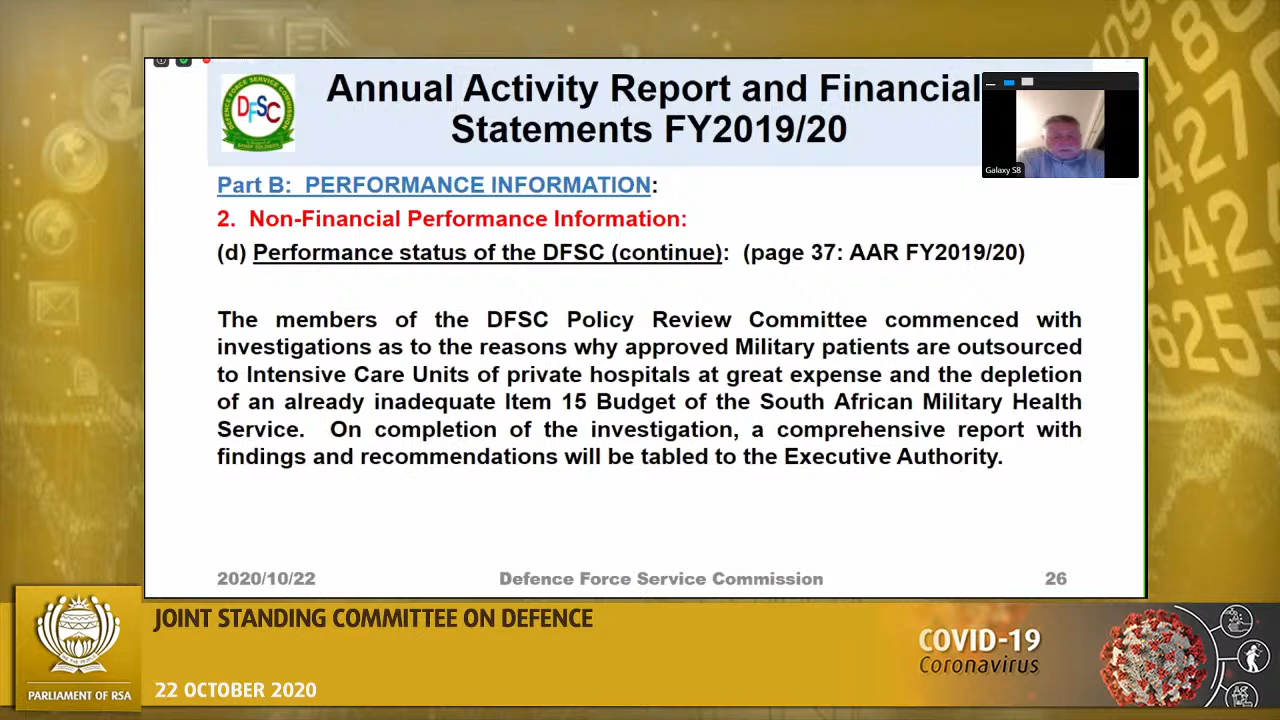 DFSC
Annual Activity Report and Financial
Statements FY2019/20
Galaxy S8
Part B: PERFORMANCE INFORMATION:
2. Non-Financial Performance Information:
(d) Performance status of the DFSC (continue): (page 37: AAR FY2019/20)
The members of the DFSC Policy Review Committee commenced with
investigations as to the reasons why approved Military patients are outsourced
to Intensive Care Units of private hospitals at great expense and the depletion
of an already inadequate Item 15 Budget of the South African Military Health
Service. On completion of the investigation, a comprehensive report with
findings and recommendations will be tabled to the Executive Authority.
2020/10/22 Defence Force Service Commission 26
JOINT STANDING COMMITTEE ON DEFENCE
COVID-19
Coronavirus
PARLIAMENT OF RSA
22 OCTOBER 2020